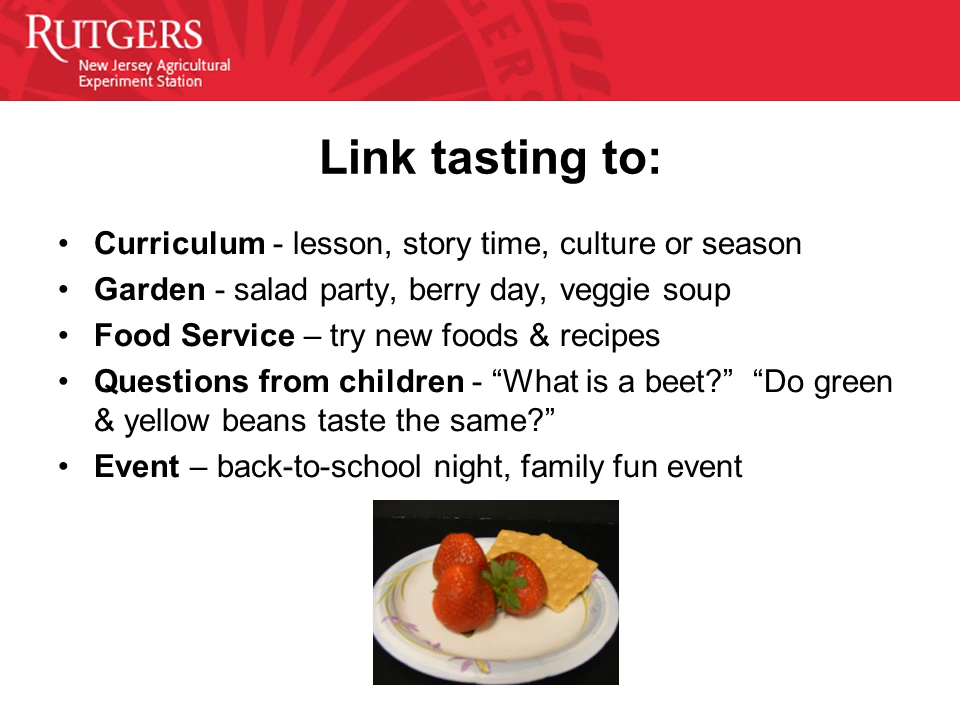 RUTGERS
New Jersey Agricultural
Experiment Station
Link tasting to:
• Curriculum - lesson, story time, culture or season
• Garden - salad party, berry day, veggie soup
• Food Service – try new foods & recipes
• Questions from children - “What is a beet?” “Do green
& yellow beans taste the same?”
• Event – back-to-school night, family fun event